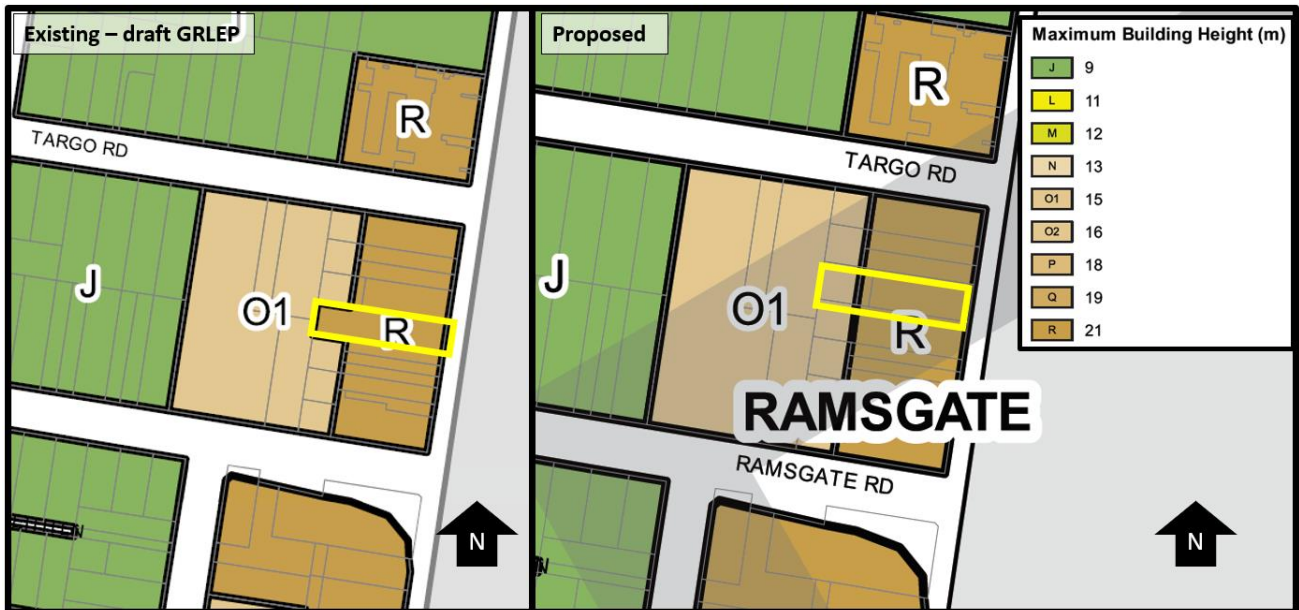 Existing – draft GRLEP
R
TARGO RD
J
O1
R
N
Proposed
R
TARGO RD
J
O1
R
RAMSGATE
RAMSGATE RD
N
Maximum Building Height (m)
J 9
L 11
M 12
N 13
O1 15
O2 16
P 18
Q 19
R 21